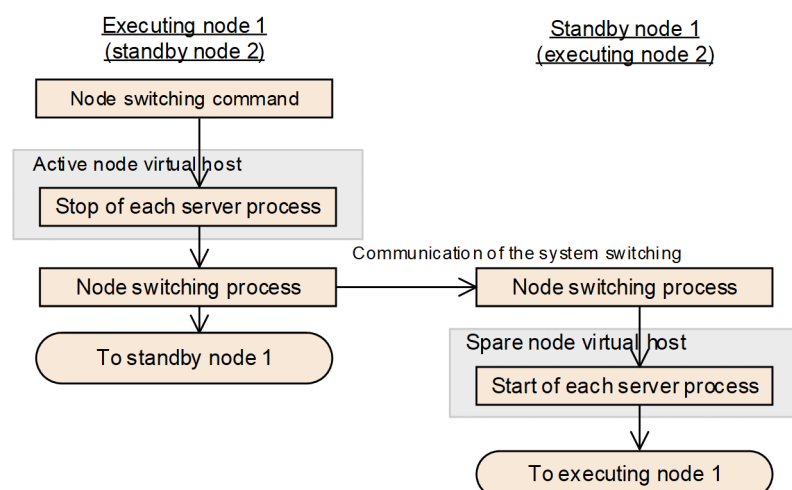 Executing node 1
(standby node 2)
Standby node 1
(executing node 2)
Node switching command
Active node virtual host
Stop of each server process
Communication of the system switching
Node switching process
Node switching process
To standby node 1
Spare node virtual host
Start of each server process
To executing node 1